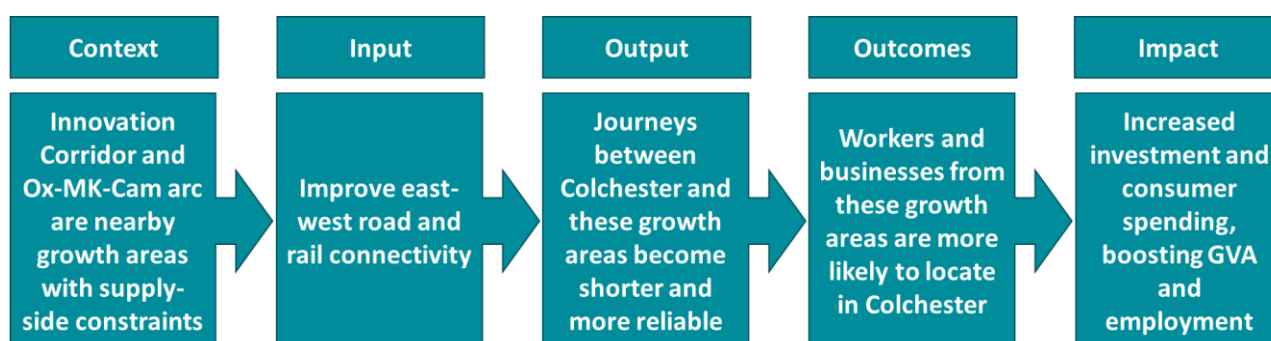 Context
Input
Output
Outcomes
Impact
Innovation
Corridor and
Ox-MK-Cam arc
are nearby
growth areas
with supply-
side constraints
Improve east-
west road and
rail connectivity
Journeys
between
Colchester and
these growth
areas become
shorter and
more reliable
Workers and
businesses from
these growth
areas are more
likely to locate
in Colchester
Increased
investment and
consumer
spending,
boosting GVA
and
employment